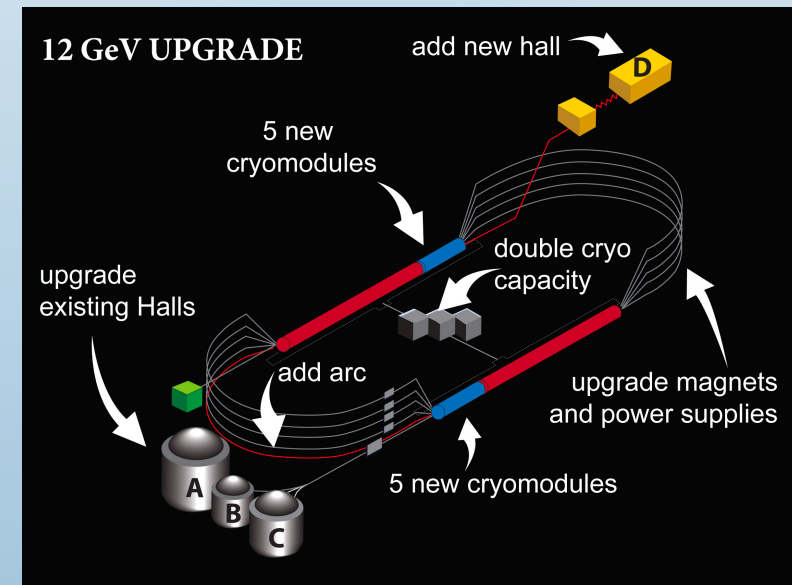 12 GeV UPGRADE
add new hall
D
5 new
cryomodules
double cryo
capacity
upgrade
existing Halls
add arc
upgrade magnets
and power supplies
5 new cryomodules
A
B
C